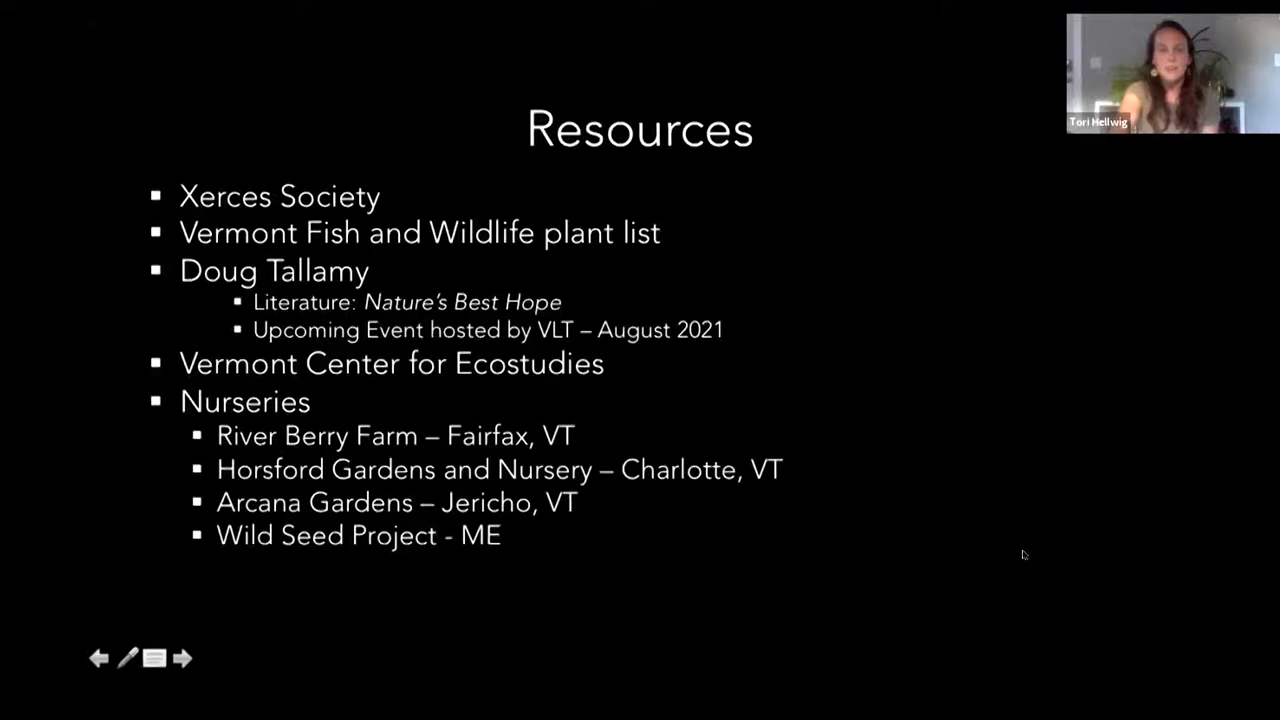 Resources
Tori Hellwig
Xerces Society
Vermont Fish and Wildlife plant list
Doug Tallamy
Literature: Nature's Best Hope
Upcoming Event hosted by VLT – August 2021
Vermont Center for Ecostudies
Nurseries
River Berry Farm – Fairfax, VT
Horsford Gardens and Nursery – Charlotte, VT
Arcana Gardens – Jericho, VT
Wild Seed Project - ME